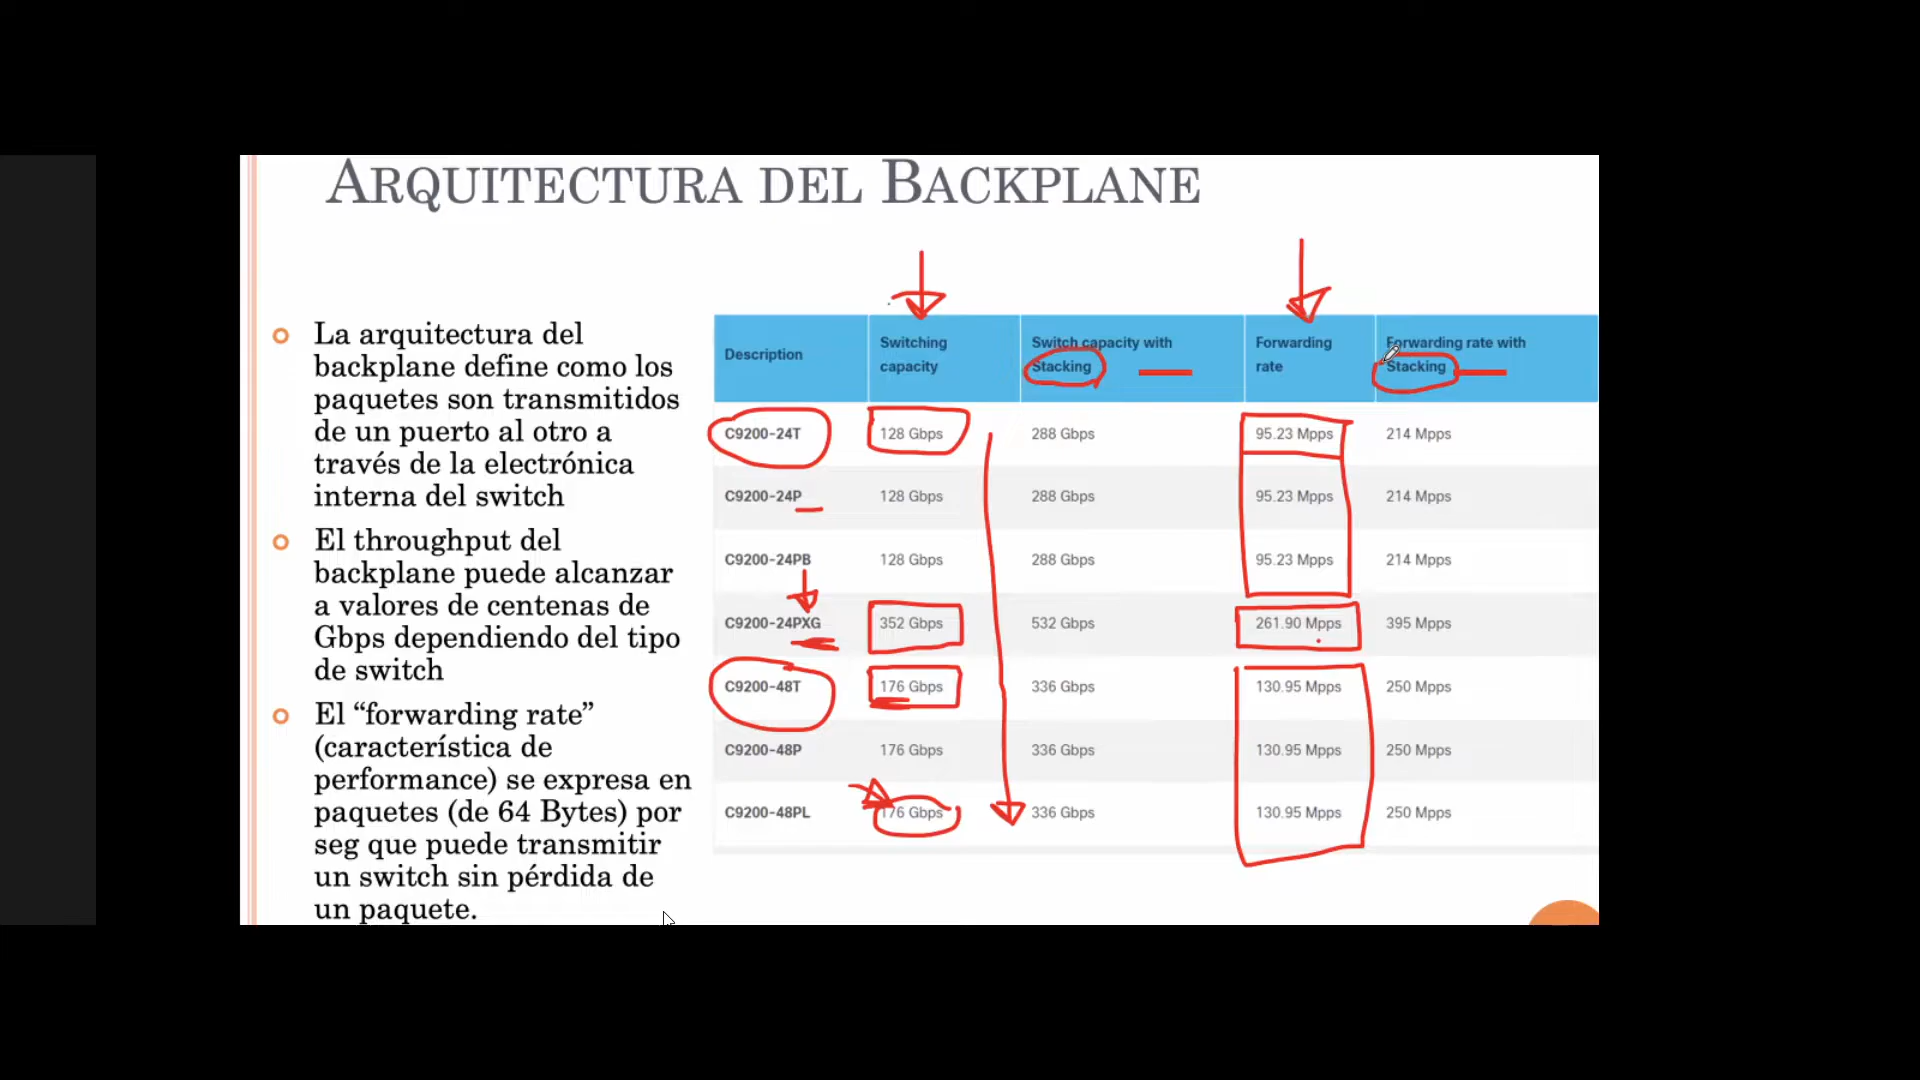 ARQUITECTURA DEL BACKPLANE
La arquitectura del
backplane define como los
paquetes son transmitidos
de un puerto al otro a
través de la electrónica
interna del switch
El throughput del
backplane puede alcanzar
a valores de centenas de
Gbps dependiendo del tipo
de switch
El “forwarding rate”
(característica de
performance) se expresa en
paquetes (de 64 Bytes) por
seg que puede transmitir
un switch sin pérdida de
un paquete.
Description
Switching
capacity
Switch capacity with
Stacking
Forwarding
rate
Forwarding rate with
Stacking
C9200-24T 128 Gbps 288 Gbps 95.23 Mpps 214 Mpps
C9200-24P 128 Gbps 288 Gbps 95.23 Mpps 214 Mpps
C9200-24PB 128 Gbps 288 Gbps 95.23 Mpps 214 Mpps
C9200-24PXG 352 Gbps 532 Gbps 261.90 Mpps 395 Mpps
C9200-48T 176 Gbps 336 Gbps 130.95 Mpps 250 Mpps
C9200-48P 176 Gbps 336 Gbps 130.95 Mpps 250 Mpps
C9200-48PL 176 Gbps 336 Gbps 130.95 Mpps 250 Mpps